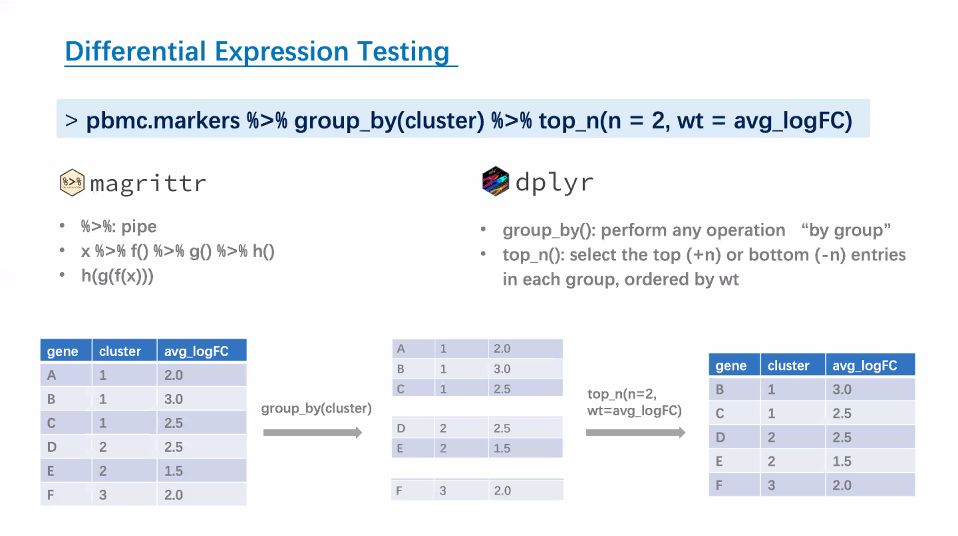 Differential Expression Testing
> pbmc.markers %>% group_by(cluster) %>% top_n(n = 2, wt = avg_logFC)
%>% magrittr
• %>%: pipe
• x %>% f() %>% g() %>% h()
• h(g(f(x)))
dplyr
• group_by(): perform any operation “by group”
• top_n(): select the top (+n) or bottom (-n) entries
in each group, ordered by wt
gene cluster avg_logFC
A 1 2.0
B 1 3.0
C 1 2.5
D 2 2.5
E 2 1.5
F 3 2.0
group_by(cluster)
A 1 2.0
B 1 3.0
C 1 2.5
D 2 2.5
E 2 1.5
F 3 2.0
top_n(n=2,
wt=avg_logFC)
gene cluster avg_logFC
B 1 3.0
C 1 2.5
D 2 2.5
E 2 1.5
F 3 2.0